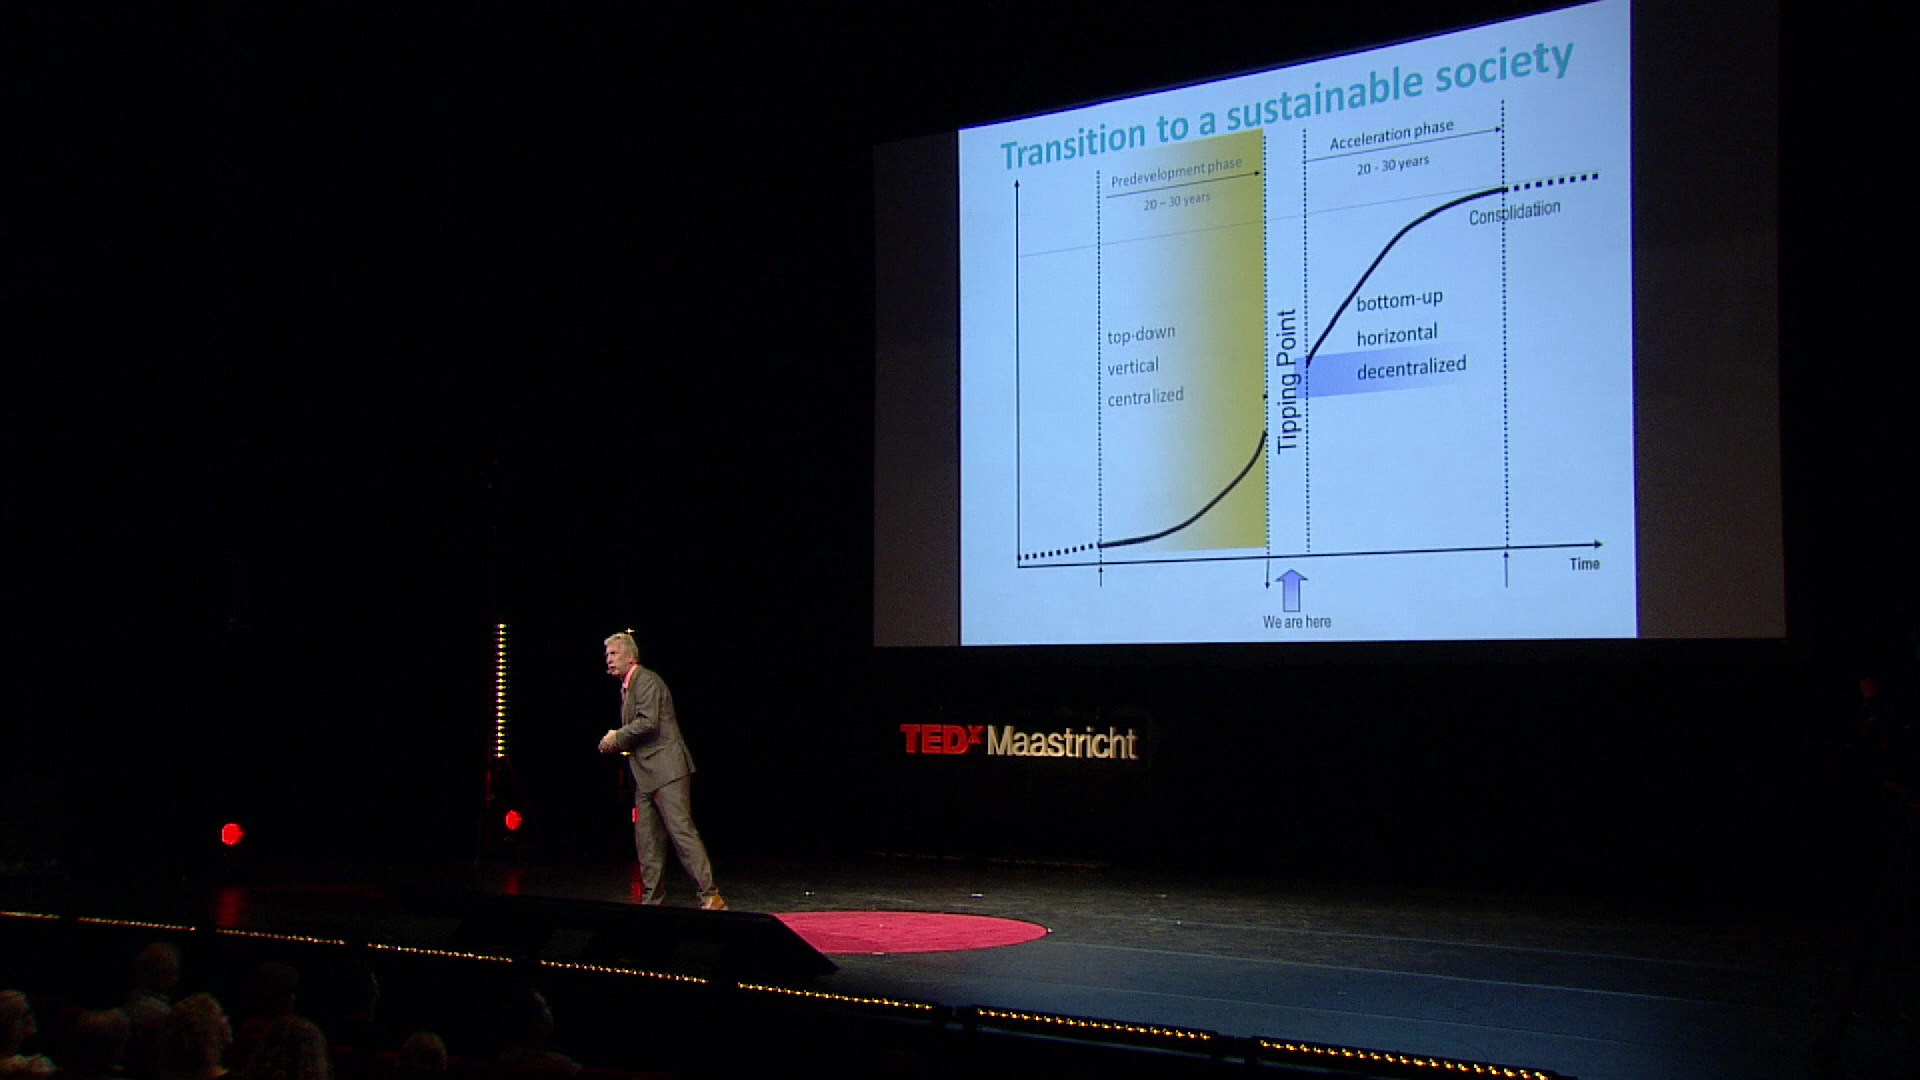 Transition to a sustainable society
Predevelopment phase
20 – 30 years
Acceleration phase
20 - 30 years
Consolidatiion
top-down
vertical
centralized
Tipping Point
bottom-up
horizontal
decentralized
Time
We are here
TEDx Maastricht